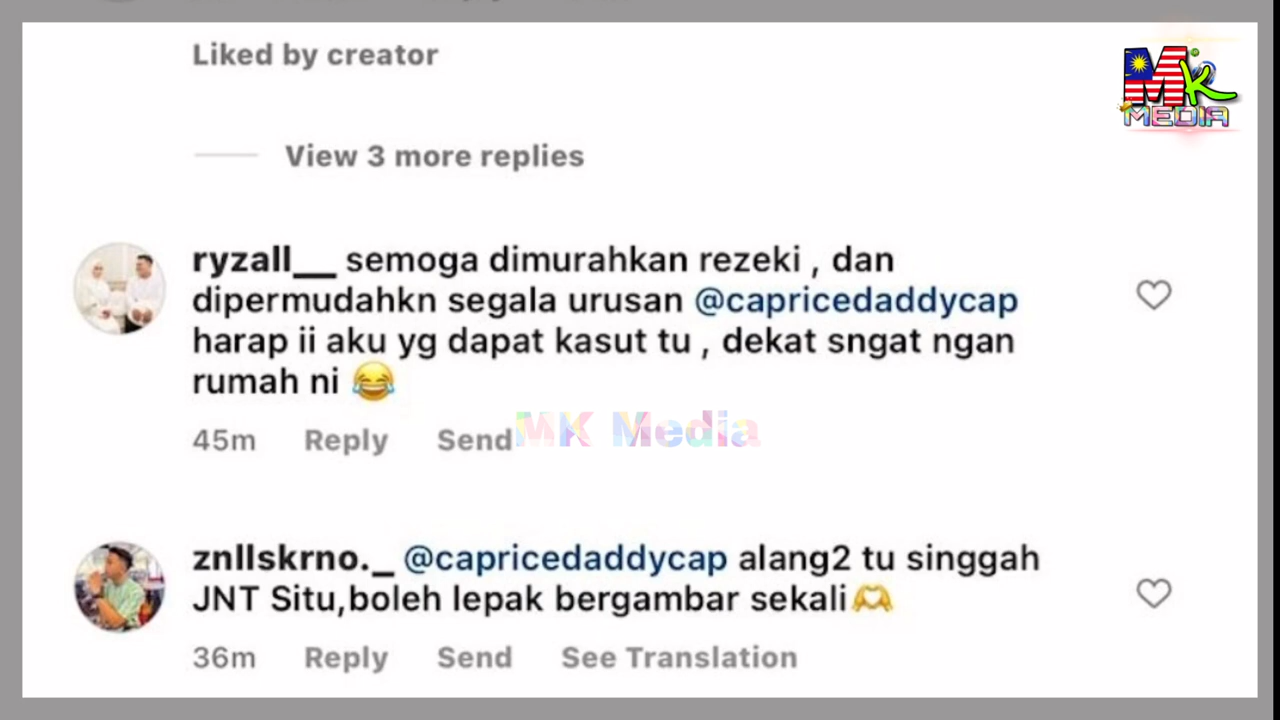 Liked by creator
View 3 more replies
ryzall__ semoga dimurahkan rezeki , dan
dipermudahkn segala urusan @capricedaddycap
harap ii aku yg dapat kasut tu , dekat sngat ngan
rumah ni 😂
45m Reply Send
MK Media
znllskrno._ @capricedaddycap alang2 tu singgah
JNT Situ,boleh lepak bergambar sekali🫶
36m Reply Send See Translation
MK
MEDIA